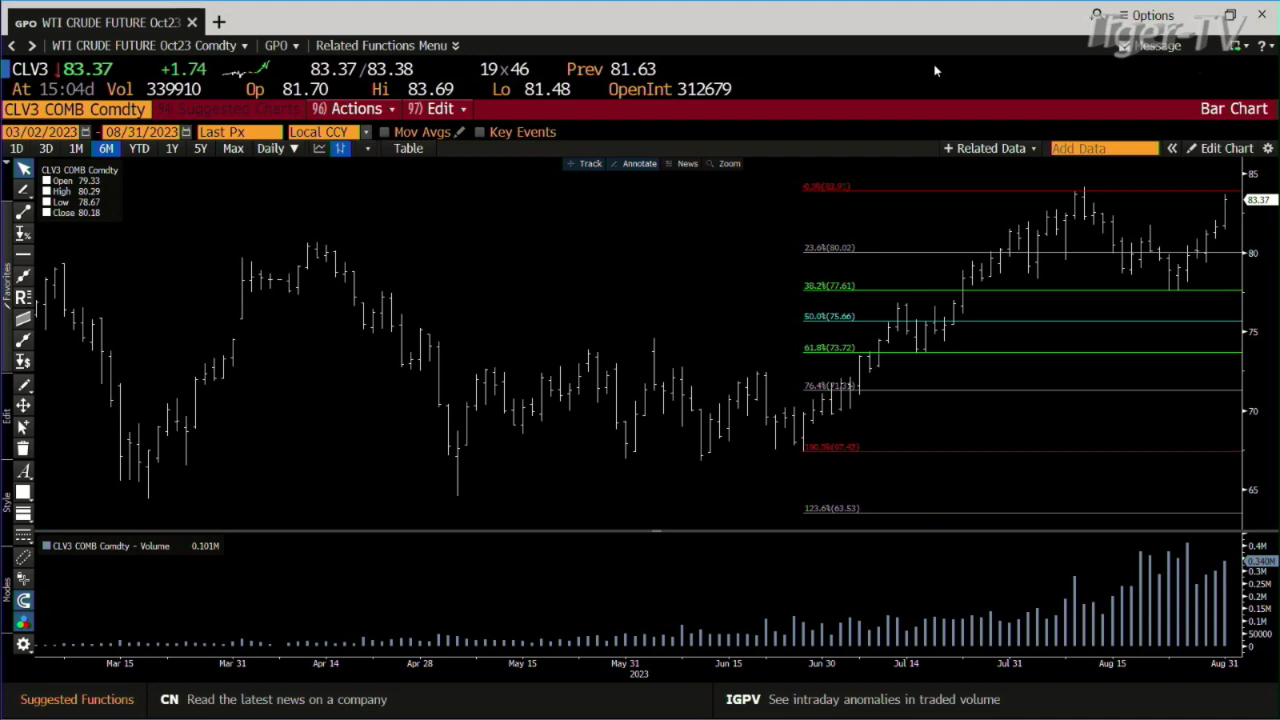 GPO WTI CRUDE FUTURE Oct23
Options
Tiger-TV
WTI CRUDE FUTURE Oct23 Comdty GPO Related Functions Menu Message
CLV3 83.37 +1.74 83.37/83.38 19×46 Prev 81.63
At 15:04d Vol 339910 Op 81.70 Hi 83.69 Lo 81.48 OpenInt 312679
CLV3 COMB Comdty 94) Suggested Charts 96) Actions 97) Edit Bar Chart
03/02/2023 - 08/31/2023 Last Px Local CCY Mov Avgs Key Events
1D 3D 1M 6M YTD 1Y 5Y Max Daily Table + Related Data Add Data Edit Chart
Track Annotate News Zoom
CLV3 COMB Comdty
Open 79.33
High 80.29
Low 78.67
Close 80.18
85
83.37
80
75
70
65
23.6%(80.02)
38.2%(77.61)
50.0%(75.66)
61.8%(73.72)
123.6%(63.53)
Favorites
Edit
Style
Modes
CLV3 COMB Comdty - Volume 0.101M
0.4M
0.340M
0.3M
0.25M
0.2M
0.15M
0.1M
50000
0
Mar 15 Mar 31 Apr 14 Apr 28 May 15 May 31 Jun 15 Jun 30 Jul 14 Jul 31 Aug 15 Aug 31
2023
Suggested Functions CN Read the latest news on a company IGPV See intraday anomalies in traded volume